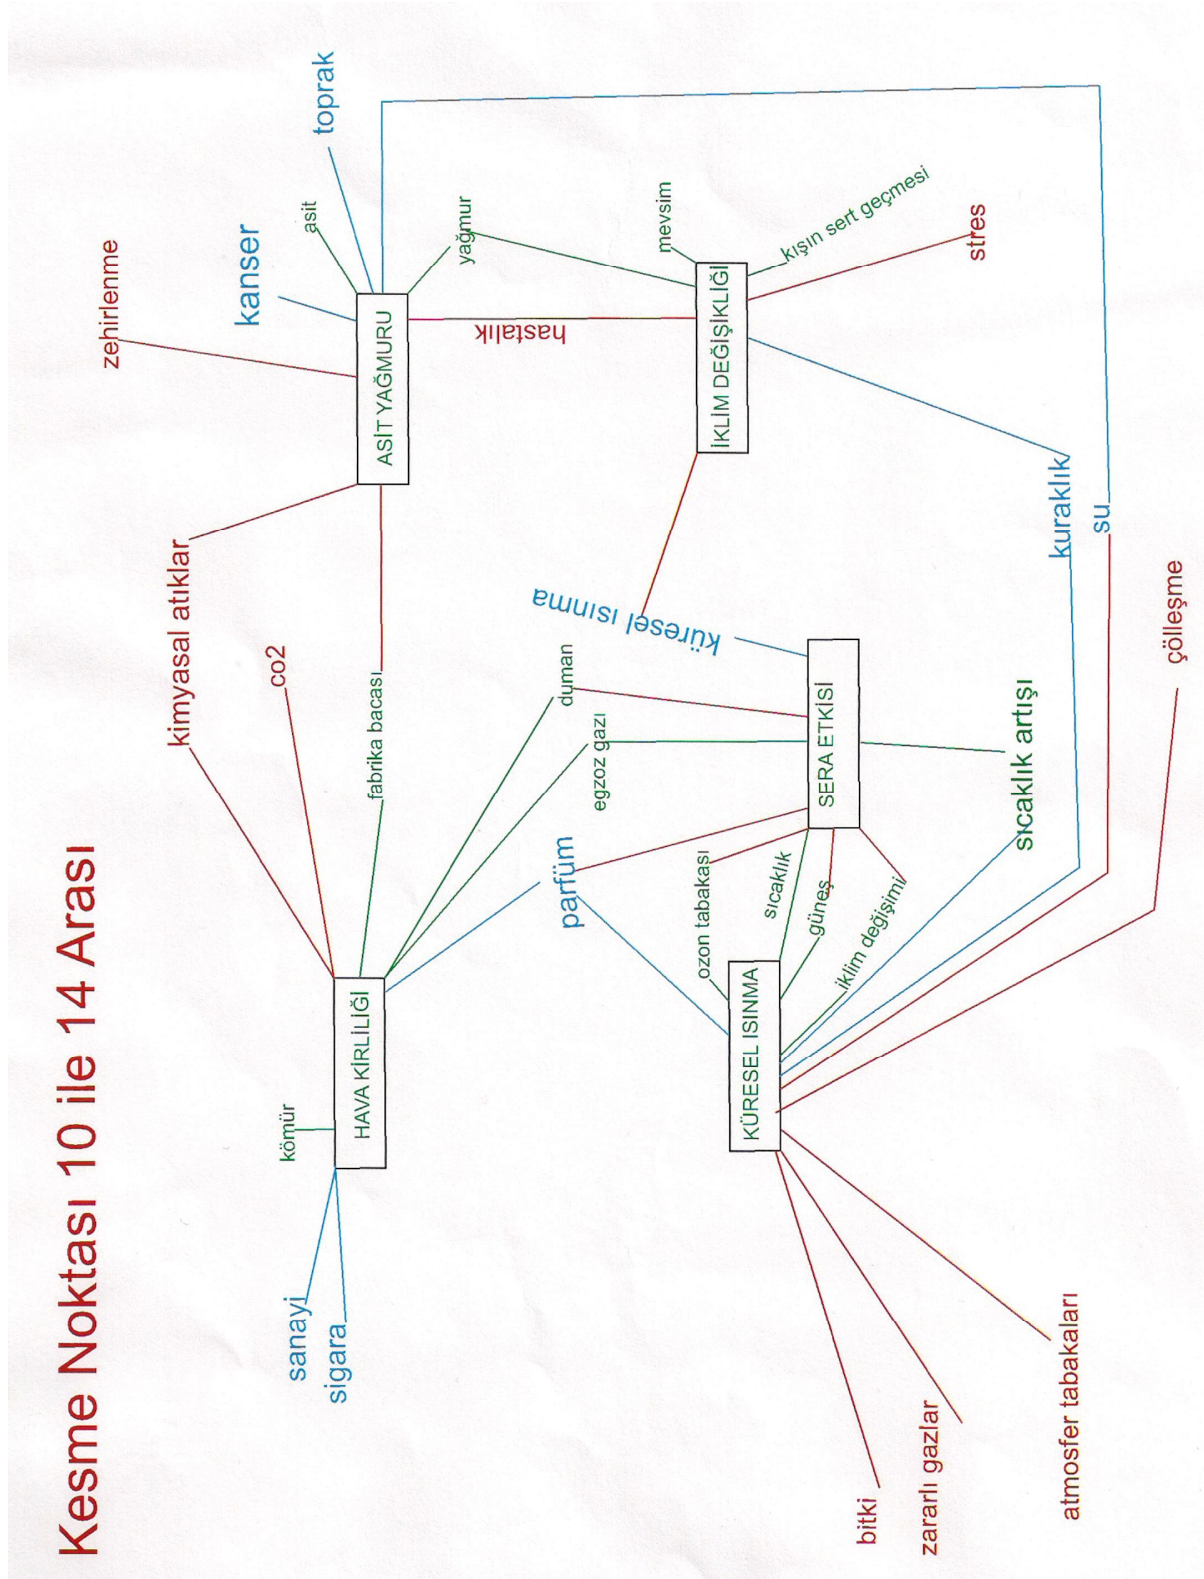 Kesme Noktası 10 ile 14 Arası
zehirlenme
kimyasal atıklar
kanser
co2
toprak
asit
kömür
sanayi
sigara
HAVA KİRLİLİĞİ
fabrika bacası
ASİT YAĞMURU
yağmur
hastalık
duman
egzoz gazı
parfüm
küresel ısınma
mevsim
İKLİM DEĞİŞİKLİĞİ
kışın sert geçmesi
stres
ozon tabakası
sıcaklık
güneş
iklim değişimi
KÜRESEL ISINMA
SERA ETKİSİ
sıcaklık artışı
kuraklık
su
çölleşme
bitki
zararlı gazlar
atmosfer tabakaları